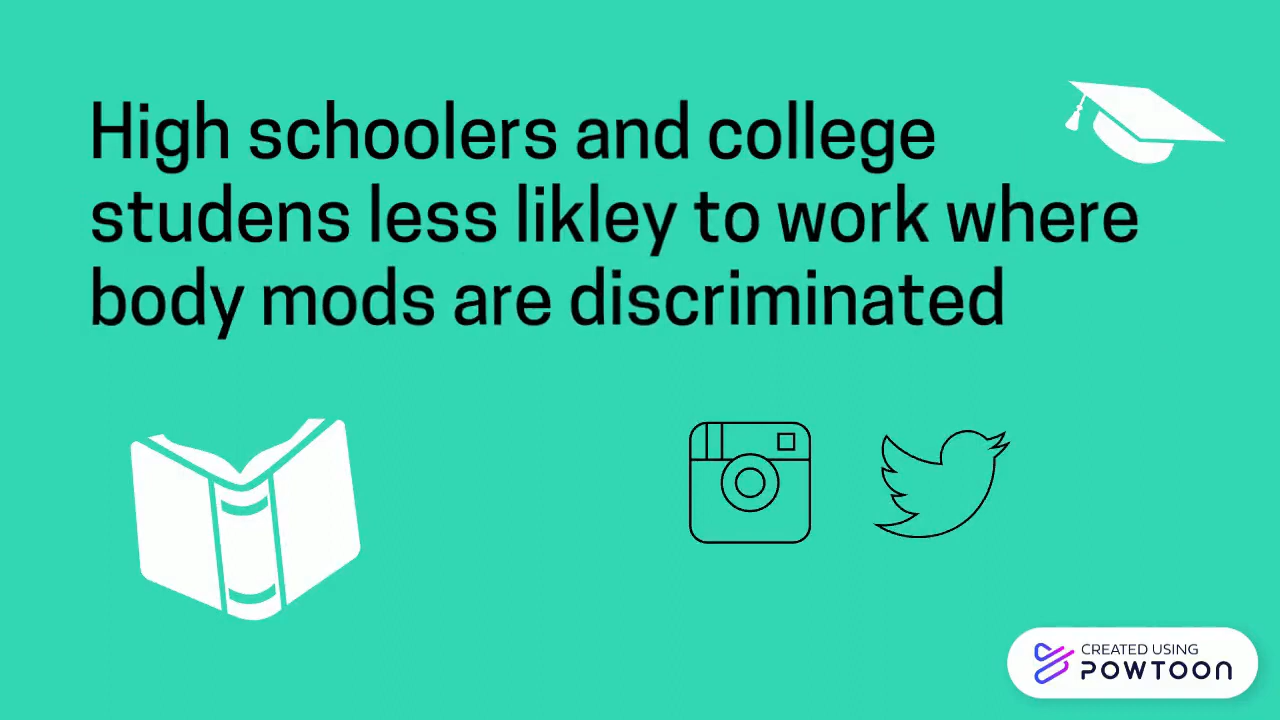 High schoolers and college
studens less likley to work where
body mods are discriminated
CREATED USING
POWTOON